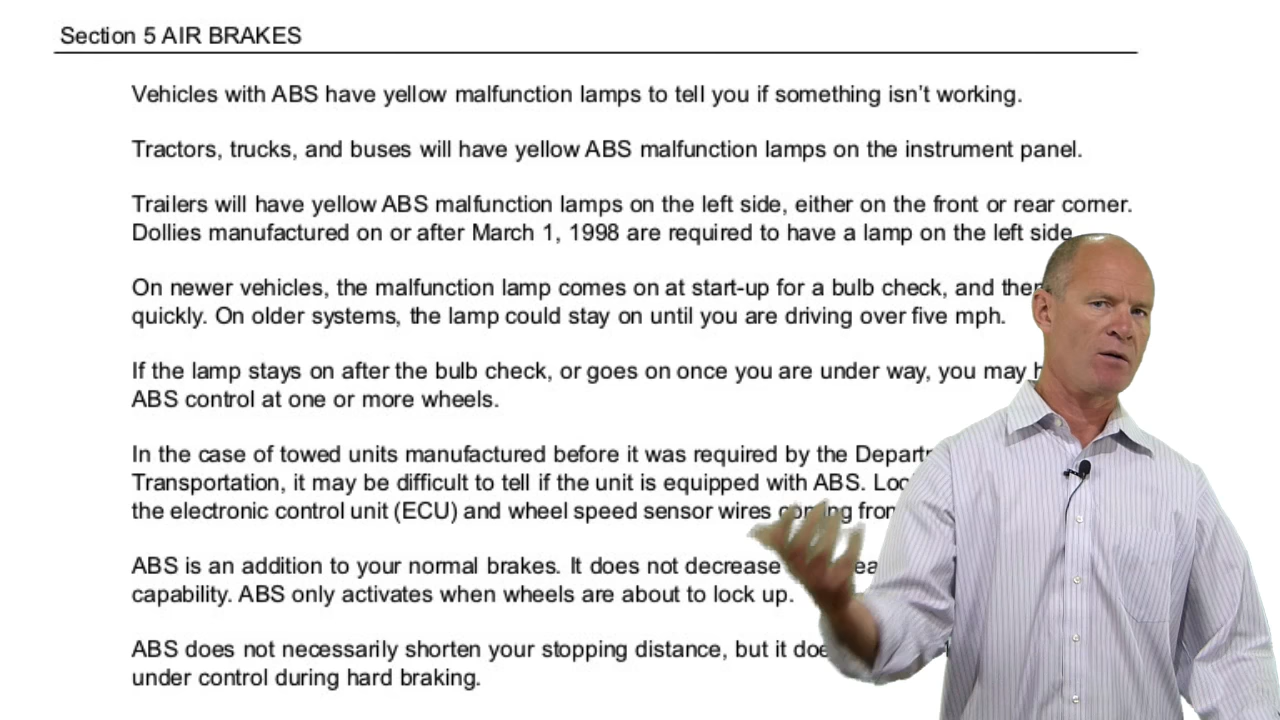 Section 5 AIR BRAKES
Vehicles with ABS have yellow malfunction lamps to tell you if something isn't working.
Tractors, trucks, and buses will have yellow ABS malfunction lamps on the instrument panel.
Trailers will have yellow ABS malfunction lamps on the left side, either on the front or rear corner.
Dollies manufactured on or after March 1, 1998 are required to have a lamp on the left side
On newer vehicles, the malfunction lamp comes on at start-up for a bulb check, and
quickly. On older systems, the lamp could stay on until you are driving over five mph.
If the lamp stays on after the bulb check, or goes on once you are under way, you may
ABS control at one or more wheels.
In the case of towed units manufactured before it was required by the
Transportation, it may be difficult to tell if the unit is equipped with ABS.
the electronic control unit (ECU) and wheel speed sensor wires
ABS is an addition to your normal brakes. It does not decrease
capability. ABS only activates when wheels are about to lock up.
ABS does not necessarily shorten your stopping distance, but it
under control during hard braking.